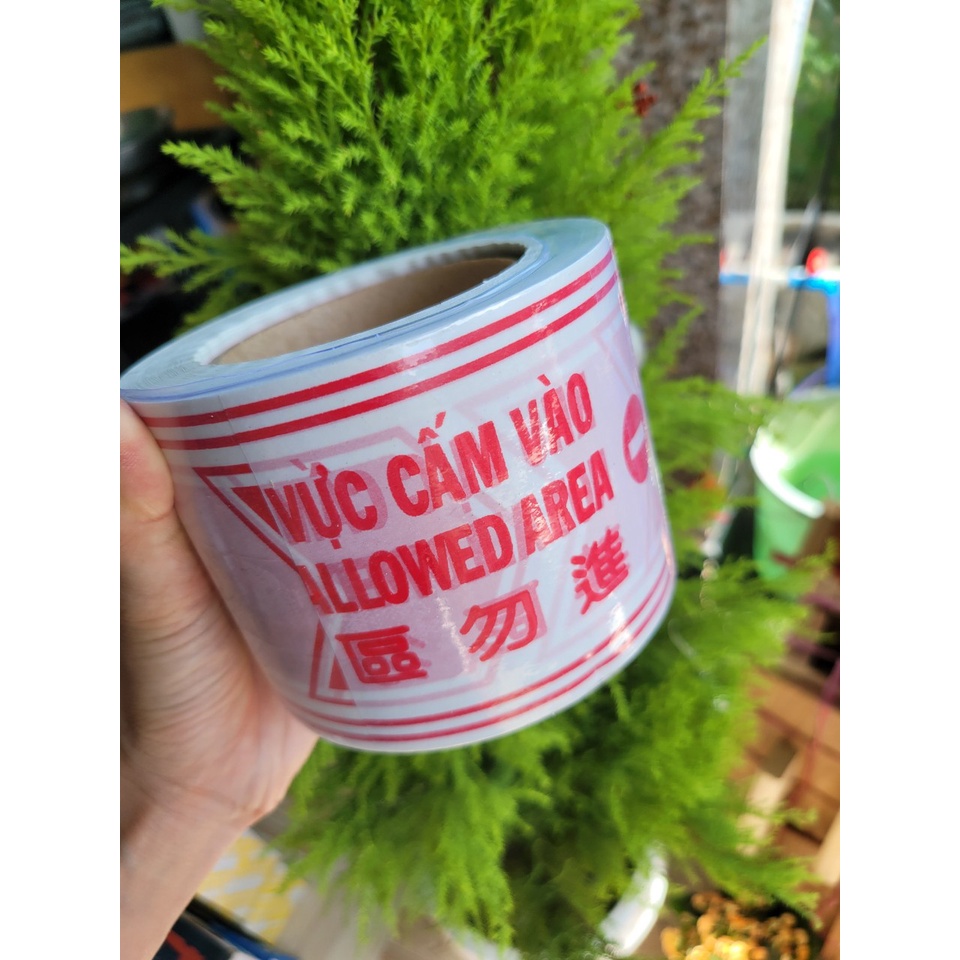 VỰC CẤM VÀO
ALLOWED AREA
區勿進